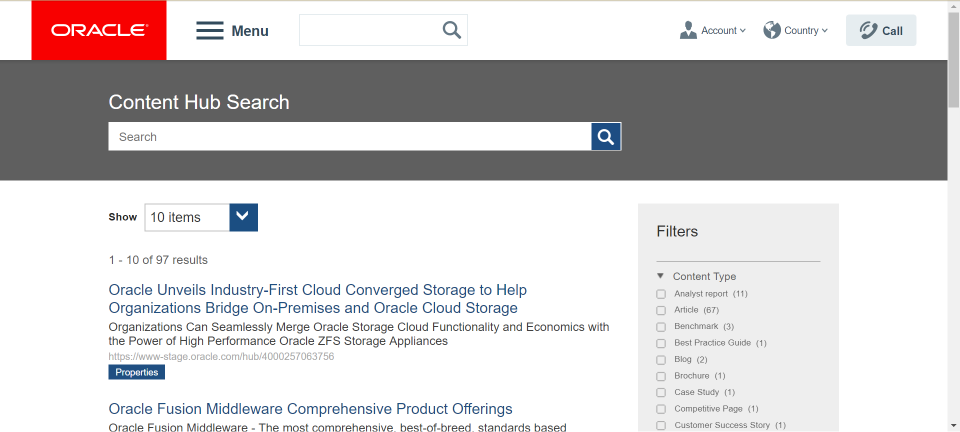 ORACLE
Menu
Account
Country
Call
Content Hub Search
Search
Show
10 items
1 - 10 of 97 results
Oracle Unveils Industry-First Cloud Converged Storage to Help
Organizations Bridge On-Premises and Oracle Cloud Storage
Organizations Can Seamlessly Merge Oracle Storage Cloud Functionality and Economics with
the Power of High Performance Oracle ZFS Storage Appliances
https://www-stage.oracle.com/hub/4000257063756
Properties
Oracle Fusion Middleware Comprehensive Product Offerings
Oracle Fusion Middleware - The most comprehensive, best-of-breed, standards based
Filters
Content Type
Analyst report (11)
Article (67)
Benchmark (3)
Best Practice Guide (1)
Blog (2)
Brochure (1)
Case Study (1)
Competitive Page (1)
Customer Success Story (1)